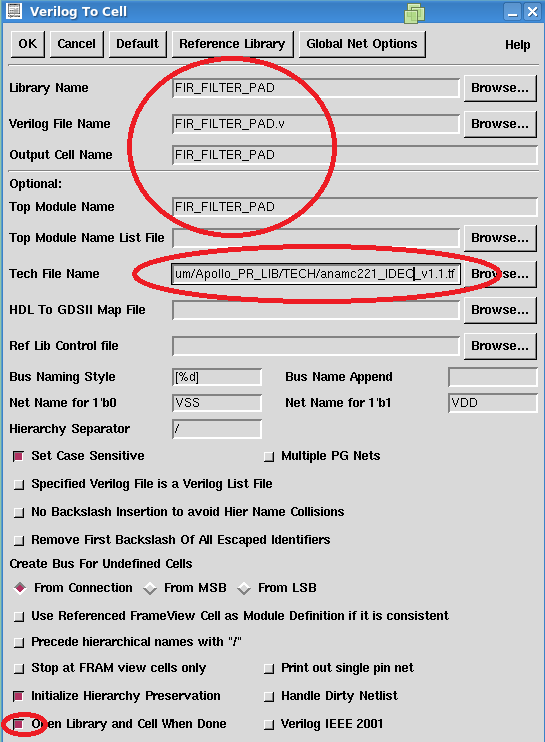 Verilog To Cell
OK Cancel Default Reference Library Global Net Options Help
Library Name FIR_FILTER_PAD Browse...
Verilog File Name FIR_FILTER_PAD.v Browse...
Output Cell Name FIR_FILTER_PAD
Optional:
Top Module Name FIR_FILTER_PAD
Top Module Name List File Browse...
Tech File Name um/Apollo_PR_LIB/TECH/anamc221_IDEC_v1.1.tf Browse...
HDL To GDSII Map File Browse...
Ref Lib Control file Browse...
Bus Naming Style [%d] Bus Name Append
Net Name for 1'b0 VSS Net Name for 1'b1 VDD
Hierarchy Separator /
Set Case Sensitive Multiple PG Nets
Specified Verilog File is a Verilog List File
No Backslash Insertion to avoid Hier Name Collisions
Remove First Backslash Of All Escaped Identifiers
Create Bus For Undefined Cells
From Connection From MSB From LSB
Use Referenced FrameView Cell as Module Definition if it is consistent
Precede hierarchical names with "/"
Stop at FRAM view cells only Print out single pin net
Initialize Hierarchy Preservation Handle Dirty Netlist
Open Library and Cell When Done Verilog IEEE 2001